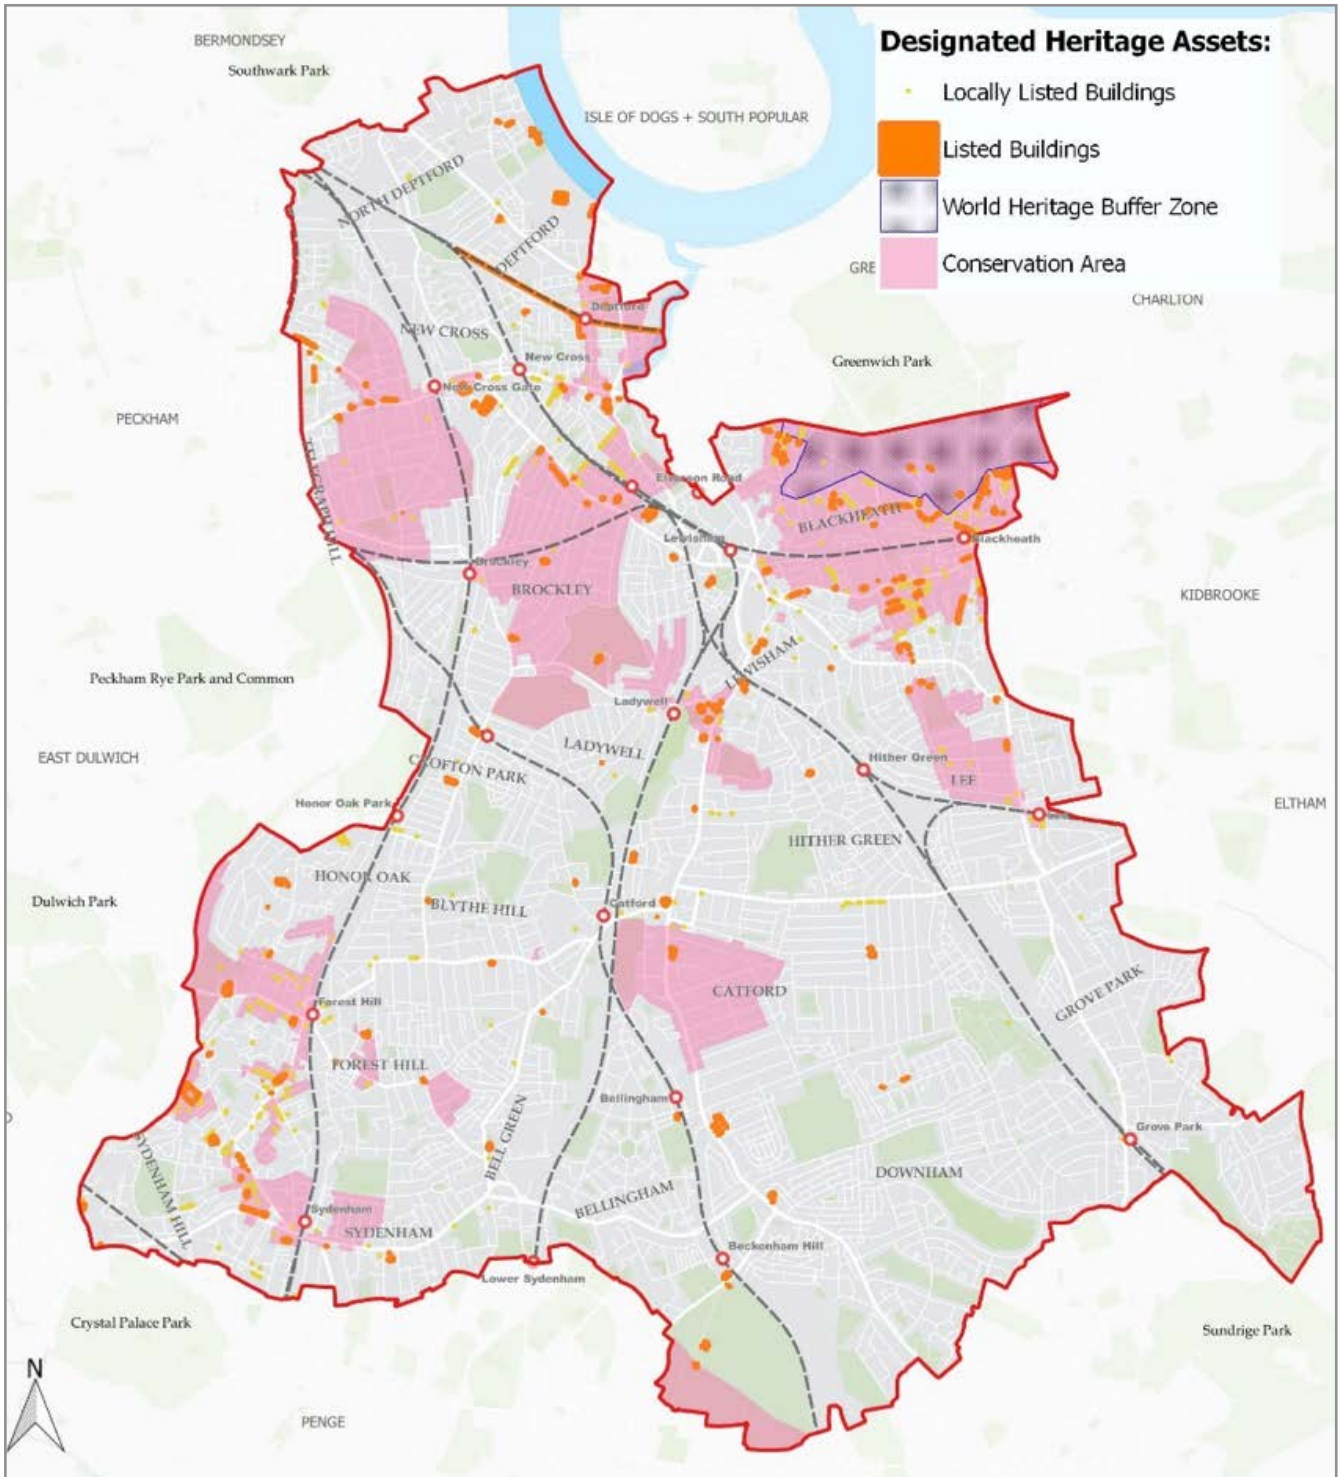 Designated Heritage Assets:
Locally Listed Buildings
Listed Buildings
World Heritage Buffer Zone
Conservation Area
BERMONDSEY
Southwark Park
ISLE OF DOGS + SOUTH POPULAR
NORTH DEPTFORD
DEPTFORD
GRE
CHARLTON
Deptford
NEW CROSS
New Cross
Greenwich Park
New Cross Gate
PECKHAM
TELEGRAPH HILL
Elverson Road
BLACKHEATH
Lewisham
Blackheath
Brockley
BROCKLEY
KIDBROOKE
LEWISHAM
Peckham Rye Park and Common
Ladywell
LADYWELL
EAST DULWICH
CROFTON PARK
Hither Green
LEE
Honor Oak Park
ELTHAM
HITHER GREEN
HONOR OAK
Dulwich Park
BLYTHE HILL
Catford
CATFORD
GROVE PARK
Forest Hill
FOREST HILL
Bellingham
BELL GREEN
Grove Park
SYDENHAM HILL
DOWNHAM
BELLINGHAM
Sydenham
SYDENHAM
Beckenham Hill
Lower Sydenham
Crystal Palace Park
Sundrige Park
N
PENGE